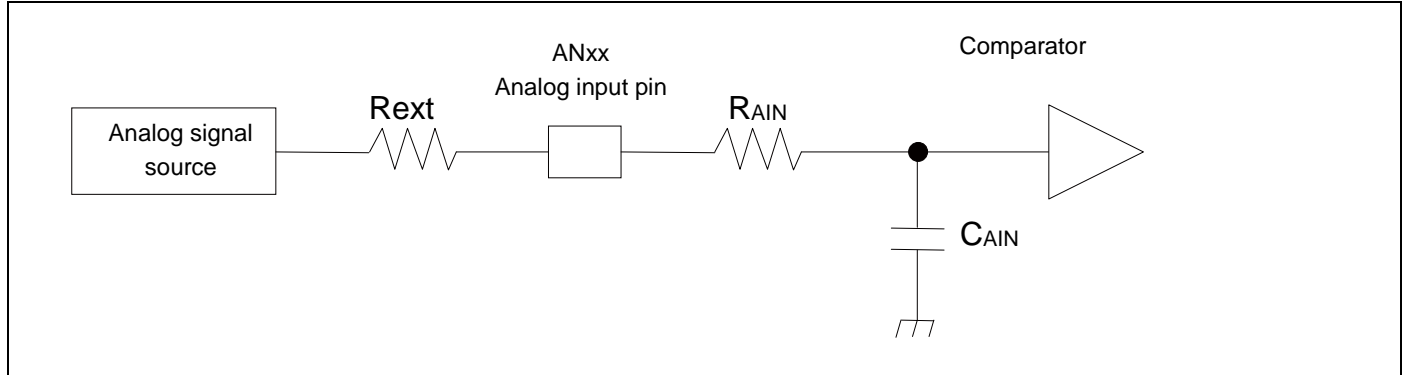 ANxx
Analog input pin
Comparator
Analog signal
source
Rext
RAIN
CAIN